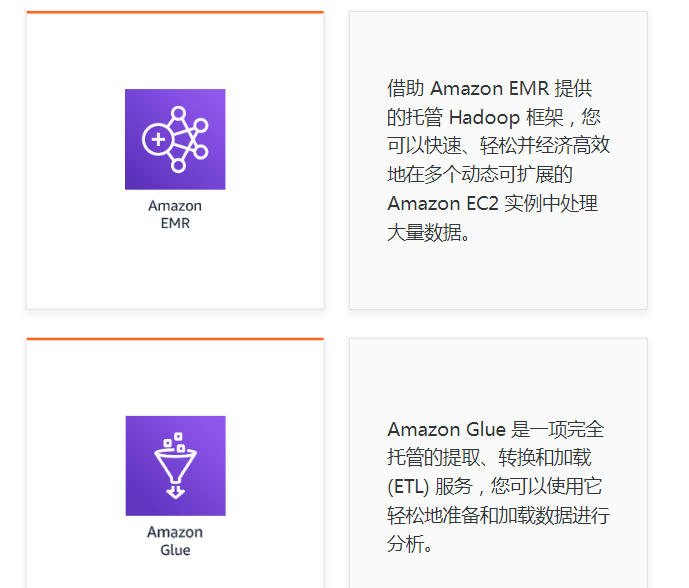 Amazon
EMR
借助 Amazon EMR 提供
的托管 Hadoop 框架，您
可以快速、轻松并经济高效
地在多个动态可扩展的
Amazon EC2 实例中处理
大量数据。
Amazon
Glue
Amazon Glue 是一项完全
托管的提取、转换和加载
(ETL) 服务，您可以使用它
轻松地准备和加载数据进行
分析。